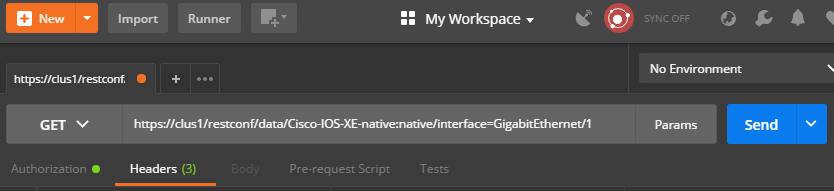 New Import Runner My Workspace SYNC OFF
https://clus1/restconf. No Environment
GET https://clus1/restconf/data/Cisco-IOS-XE-native:native/interface=GigabitEthernet/1 Params Send
Authorization Headers (3) Body Pre-request Script Tests